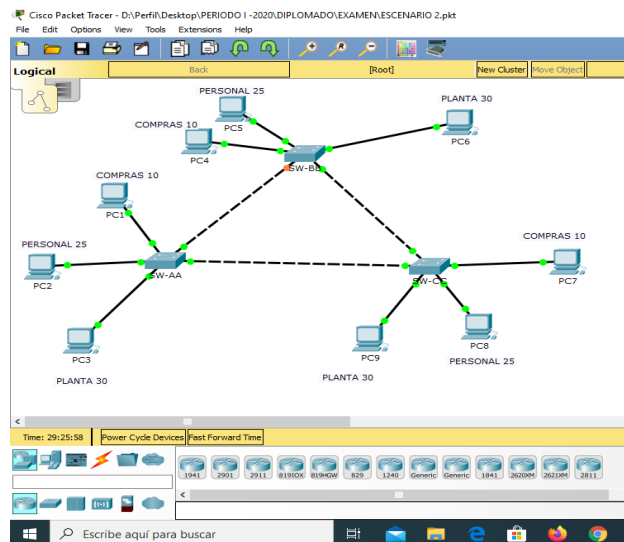 Cisco Packet Tracer - D:\Perfil\Desktop\PERIODO I -2020\DIPLOMADO\EXAMEN\ESCENARIO 2.pkt
File Edit Options View Tools Extensions Help
Logical Back [Root] New Cluster Move Object
PERSONAL 25
PLANTA 30
COMPRAS 10
PC5
PC6
PC4
SW-BB
COMPRAS 10
PC1
COMPRAS 10
PERSONAL 25
SW-AA
SW-CC
PC2
PC7
PC3
PC9
PC8
PERSONAL 25
PLANTA 30
PLANTA 30
Time: 29:25:58 Power Cycle Devices Fast Forward Time
1941 2901 2911 819IOX 819HGW 829 1240 Generic Generic 1841 2620XM 2621XM 2811
Escribe aquí para buscar